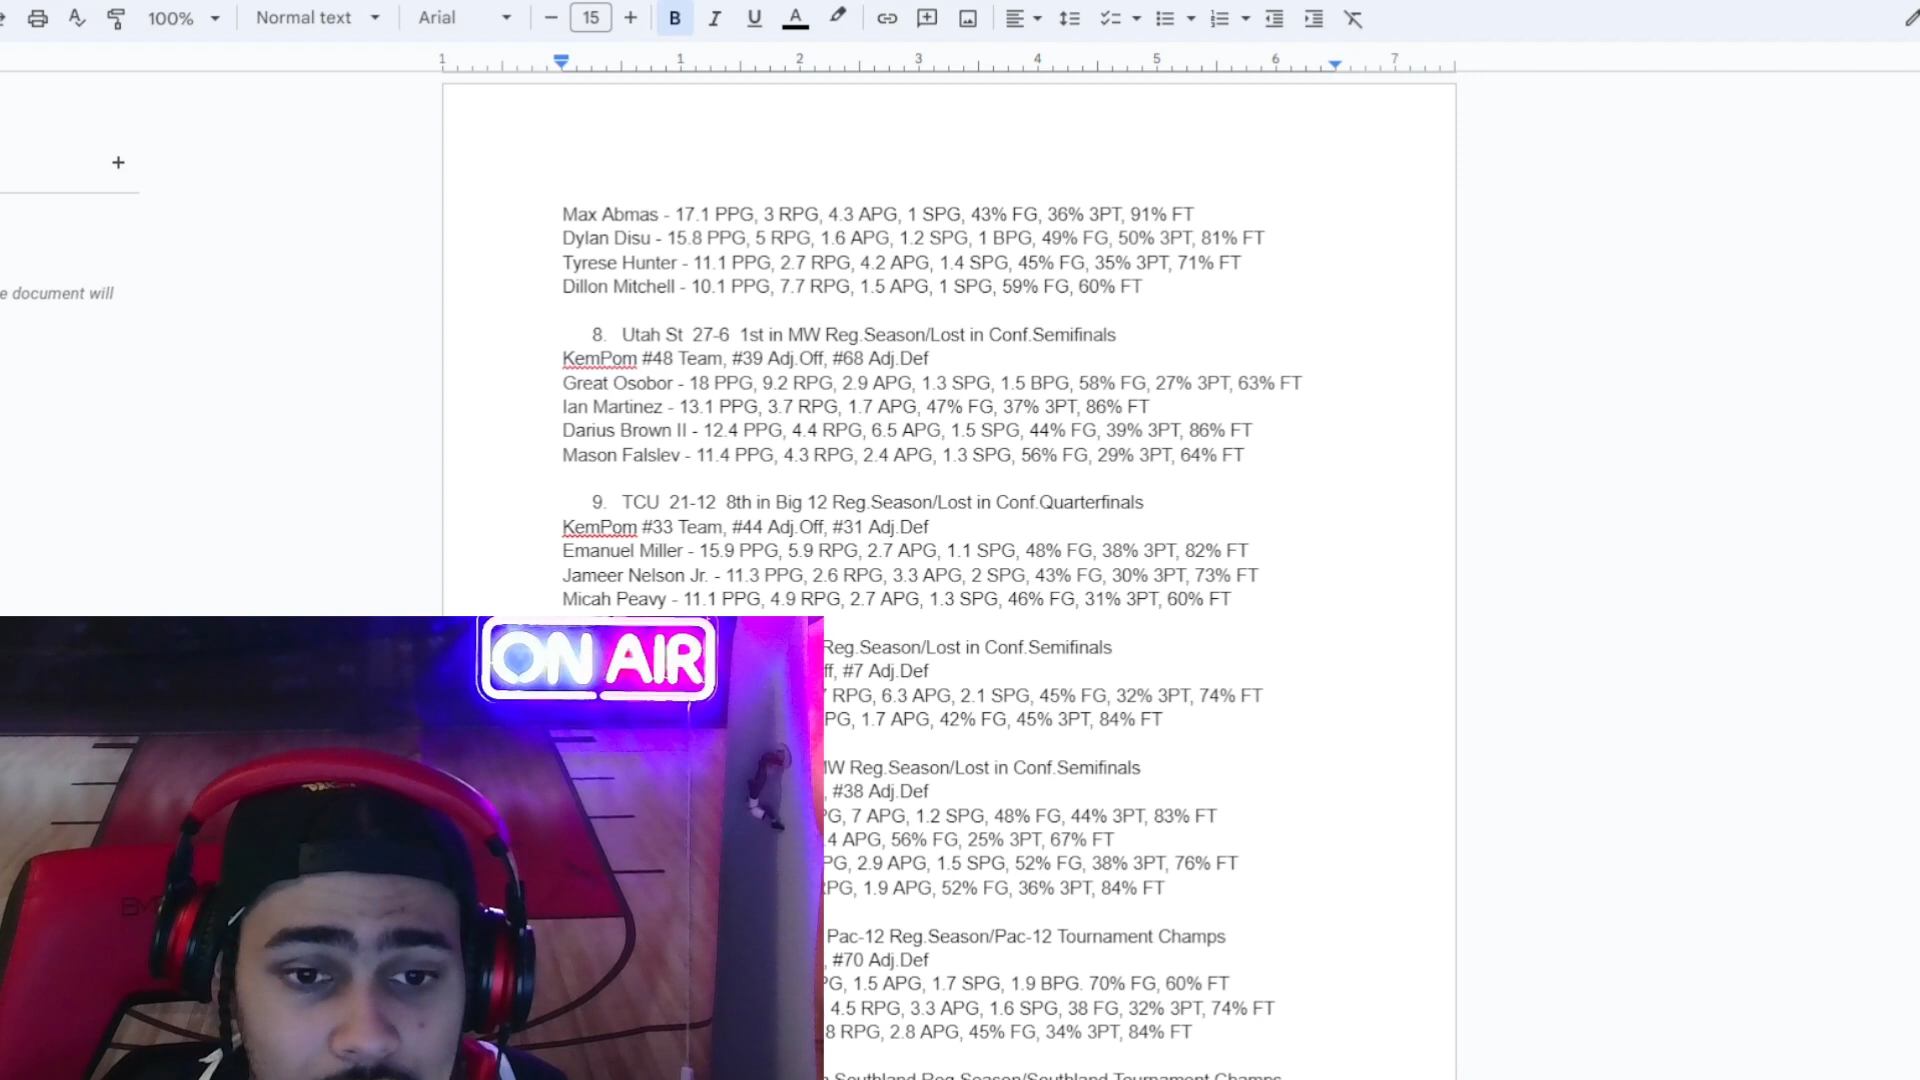 100%
Normal text
Arial
15
B
I
U
A
1 1 2 3 4 5 6 7
e document will
Max Abmas - 17.1 PPG, 3 RPG, 4.3 APG, 1 SPG, 43% FG, 36% 3PT, 91% FT
Dylan Disu - 15.8 PPG, 5 RPG, 1.6 APG, 1.2 SPG, 1 BPG, 49% FG, 50% 3PT, 81% FT
Tyrese Hunter - 11.1 PPG, 2.7 RPG, 4.2 APG, 1.4 SPG, 45% FG, 35% 3PT, 71% FT
Dillon Mitchell - 10.1 PPG, 7.7 RPG, 1.5 APG, 1 SPG, 59% FG, 60% FT
8. Utah St 27-6 1st in MW Reg.Season/Lost in Conf.Semifinals
KemPom #48 Team, #39 Adj.Off, #68 Adj.Def
Great Osobor - 18 PPG, 9.2 RPG, 2.9 APG, 1.3 SPG, 1.5 BPG, 58% FG, 27% 3PT, 63% FT
Ian Martinez - 13.1 PPG, 3.7 RPG, 1.7 APG, 47% FG, 37% 3PT, 86% FT
Darius Brown II - 12.4 PPG, 4.4 RPG, 6.5 APG, 1.5 SPG, 44% FG, 39% 3PT, 86% FT
Mason Falslev - 11.4 PPG, 4.3 RPG, 2.4 APG, 1.3 SPG, 56% FG, 29% 3PT, 64% FT
9. TCU 21-12 8th in Big 12 Reg.Season/Lost in Conf.Quarterfinals
KemPom #33 Team, #44 Adj.Off, #31 Adj.Def
Emanuel Miller - 15.9 PPG, 5.9 RPG, 2.7 APG, 1.1 SPG, 48% FG, 38% 3PT, 82% FT
Jameer Nelson Jr. - 11.3 PPG, 2.6 RPG, 3.3 APG, 2 SPG, 43% FG, 30% 3PT, 73% FT
Micah Peavy - 11.1 PPG, 4.9 RPG, 2.7 APG, 1.3 SPG, 46% FG, 31% 3PT, 60% FT
Reg.Season/Lost in Conf.Semifinals
ff, #7 Adj.Def
RPG, 6.3 APG, 2.1 SPG, 45% FG, 32% 3PT, 74% FT
PG, 1.7 APG, 42% FG, 45% 3PT, 84% FT
MW Reg.Season/Lost in Conf.Semifinals
, #38 Adj.Def
PG, 7 APG, 1.2 SPG, 48% FG, 44% 3PT, 83% FT
.4 APG, 56% FG, 25% 3PT, 67% FT
PG, 2.9 APG, 1.5 SPG, 52% FG, 38% 3PT, 76% FT
RPG, 1.9 APG, 52% FG, 36% 3PT, 84% FT
Pac-12 Reg.Season/Pac-12 Tournament Champs
, #70 Adj.Def
PG, 1.5 APG, 1.7 SPG, 1.9 BPG. 70% FG, 60% FT
4.5 RPG, 3.3 APG, 1.6 SPG, 38 FG, 32% 3PT, 74% FT
8 RPG, 2.8 APG, 45% FG, 34% 3PT, 84% FT
Southland Reg.Season/Southland Tournament Champs
ON AIR